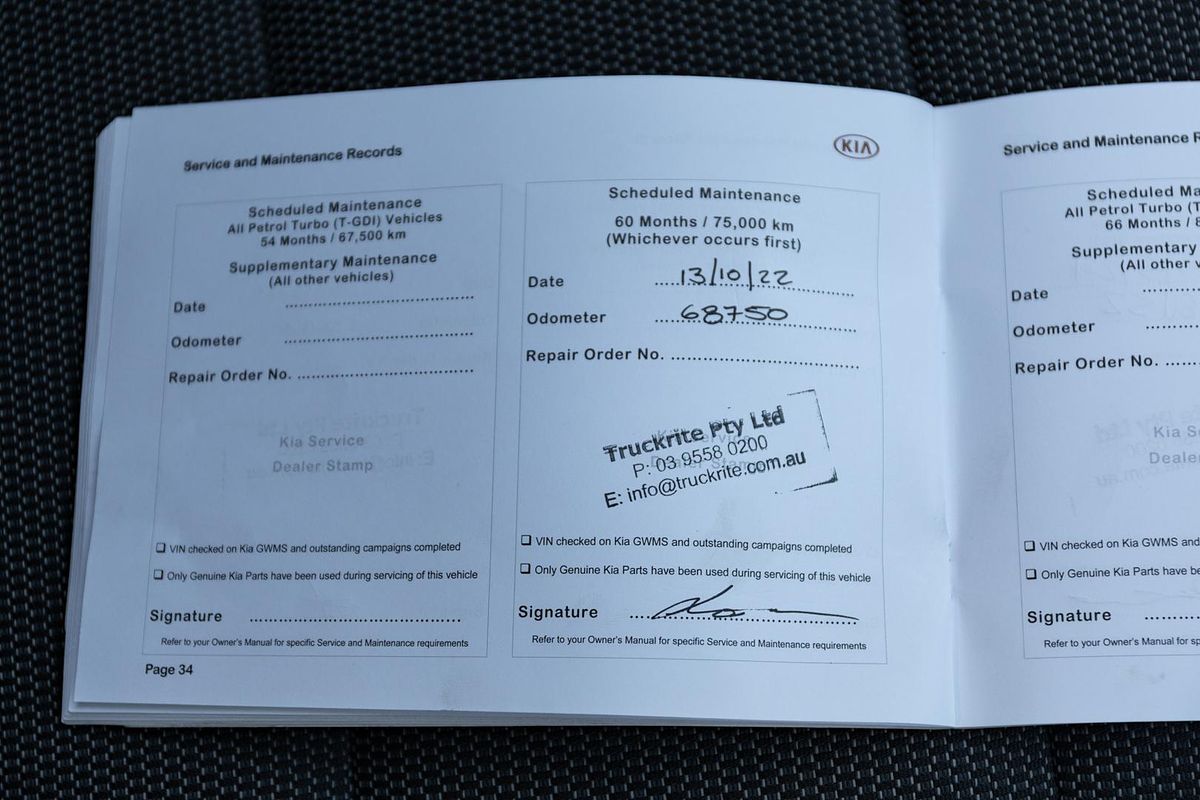 Service and Maintenance Records
Scheduled Maintenance
All Petrol Turbo (T-GDI) Vehicles
54 Months / 67,500 km
Supplementary Maintenance
(All other vehicles)
Date
Odometer
Repair Order No.
Kia Service
Dealer Stamp
❏ VIN checked on Kia GWMS and outstanding campaigns completed
❏ Only Genuine Kia Parts have been used during servicing of this vehicle
Signature
Refer to your Owner's Manual for specific Service and Maintenance requirements
Page 34
KIA
Scheduled Maintenance
60 Months / 75,000 km
(Whichever occurs first)
Date 13/10/22
Odometer 68750
Repair Order No.
Truckrite Pty Ltd
P: 03 9558 0200
E: info@truckrite.com.au
❏ VIN checked on Kia GWMS and outstanding campaigns completed
❏ Only Genuine Kia Parts have been used during servicing of this vehicle
Signature
Refer to your Owner's Manual for specific Service and Maintenance requirements
Service and Maintenance
Scheduled
All Petrol Turbo
66 Months /
Supplementary
(All other
Date
Odometer
Repair Order No.
Kia
Dealer
❏ VIN checked on Kia GWMS and
❏ Only Genuine Kia Parts have
Signature
Refer to your Owner's Manual for